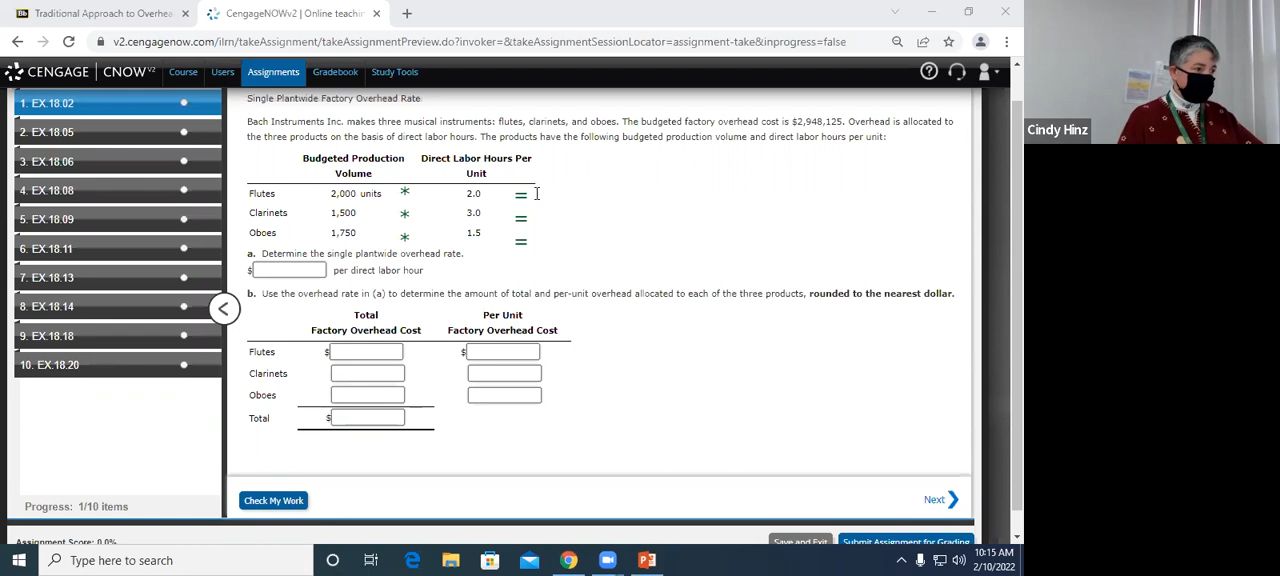 Traditional Approach to Overhea
CengageNOWv2 | Online teachin
v2.cengagenow.com/ilrn/takeAssignment/takeAssignmentPreview.do?invoker=&takeAssignmentSessionLocator=assignment-take&inprogress=false
CENGAGE | CNOWv2 Course Users Assignments Gradebook Study Tools
1. EX.18.02
2. EX.18.05
3. EX.18.06
4. EX.18.08
5. EX.18.09
6. EX.18.11
7. EX.18.13
8. EX.18.14
9. EX.18.18
10. EX.18.20
Progress: 1/10 items
Assignment Score: 0.0%
Single Plantwide Factory Overhead Rate
Bach Instruments Inc. makes three musical instruments: flutes, clarinets, and oboes. The budgeted factory overhead cost is $2,948,125. Overhead is allocated to
the three products on the basis of direct labor hours. The products have the following budgeted production volume and direct labor hours per unit:
Budgeted Production Direct Labor Hours Per
Volume Unit
Flutes 2,000 units * 2.0 =
Clarinets 1,500 * 3.0 =
Oboes 1,750 * 1.5 =
a. Determine the single plantwide overhead rate.
$ per direct labor hour
b. Use the overhead rate in (a) to determine the amount of total and per-unit overhead allocated to each of the three products, rounded to the nearest dollar.
Total Per Unit
Factory Overhead Cost Factory Overhead Cost
Flutes $ $
Clarinets
Oboes
Total $
Check My Work
Next
Save and Exit Submit Assignment for Grading
Cindy Hinz
Type here to search
10:15 AM
2/10/2022